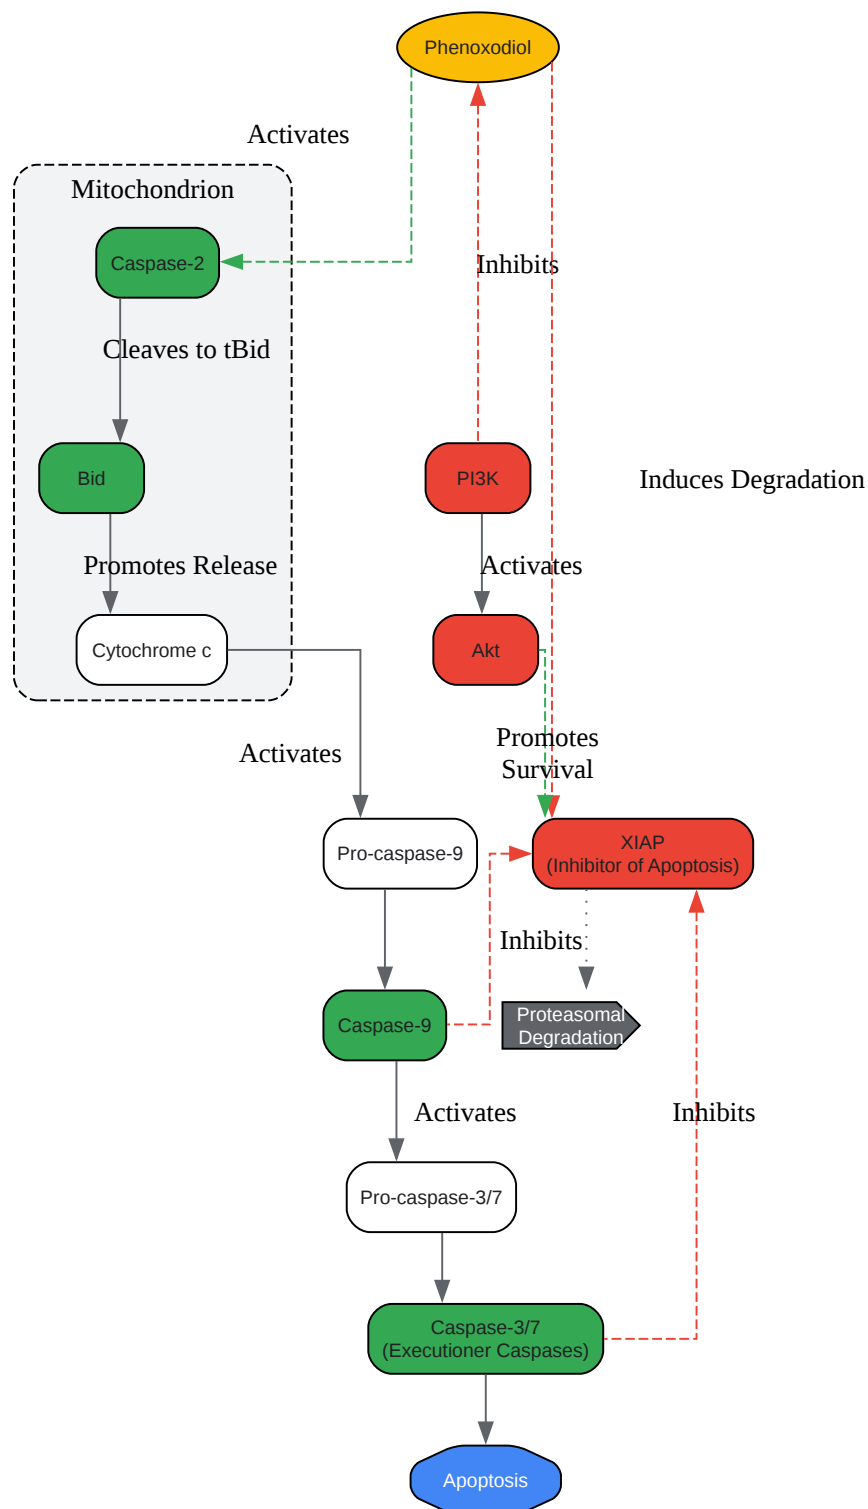 Phenoxodiol
Activates
Mitochondrion
Caspase-2
Inhibits
Cleaves to tBid
Bid
PI3K
Induces Degradation
Promotes Release
Activates
Cytochrome c
Akt
Activates
Promotes
Survival
Pro-caspase-9
XIAP
(Inhibitor of Apoptosis)
Inhibits
Caspase-9
Proteasomal
Degradation
Activates
Inhibits
Pro-caspase-3/7
Caspase-3/7
(Executioner Caspases)
Apoptosis